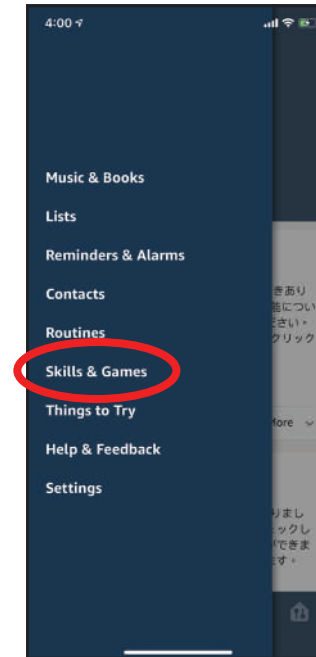 4:00
Music & Books
Lists
Reminders & Alarms
Contacts
Routines
Skills & Games
Things to Try
Help & Feedback
Settings
きあり
能につい
ださい。
クリック
More
りまし
ックし
ができま
ます。